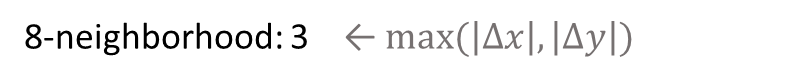 8-neighborhood: 3 ← max(|Δx|, |Δy|)